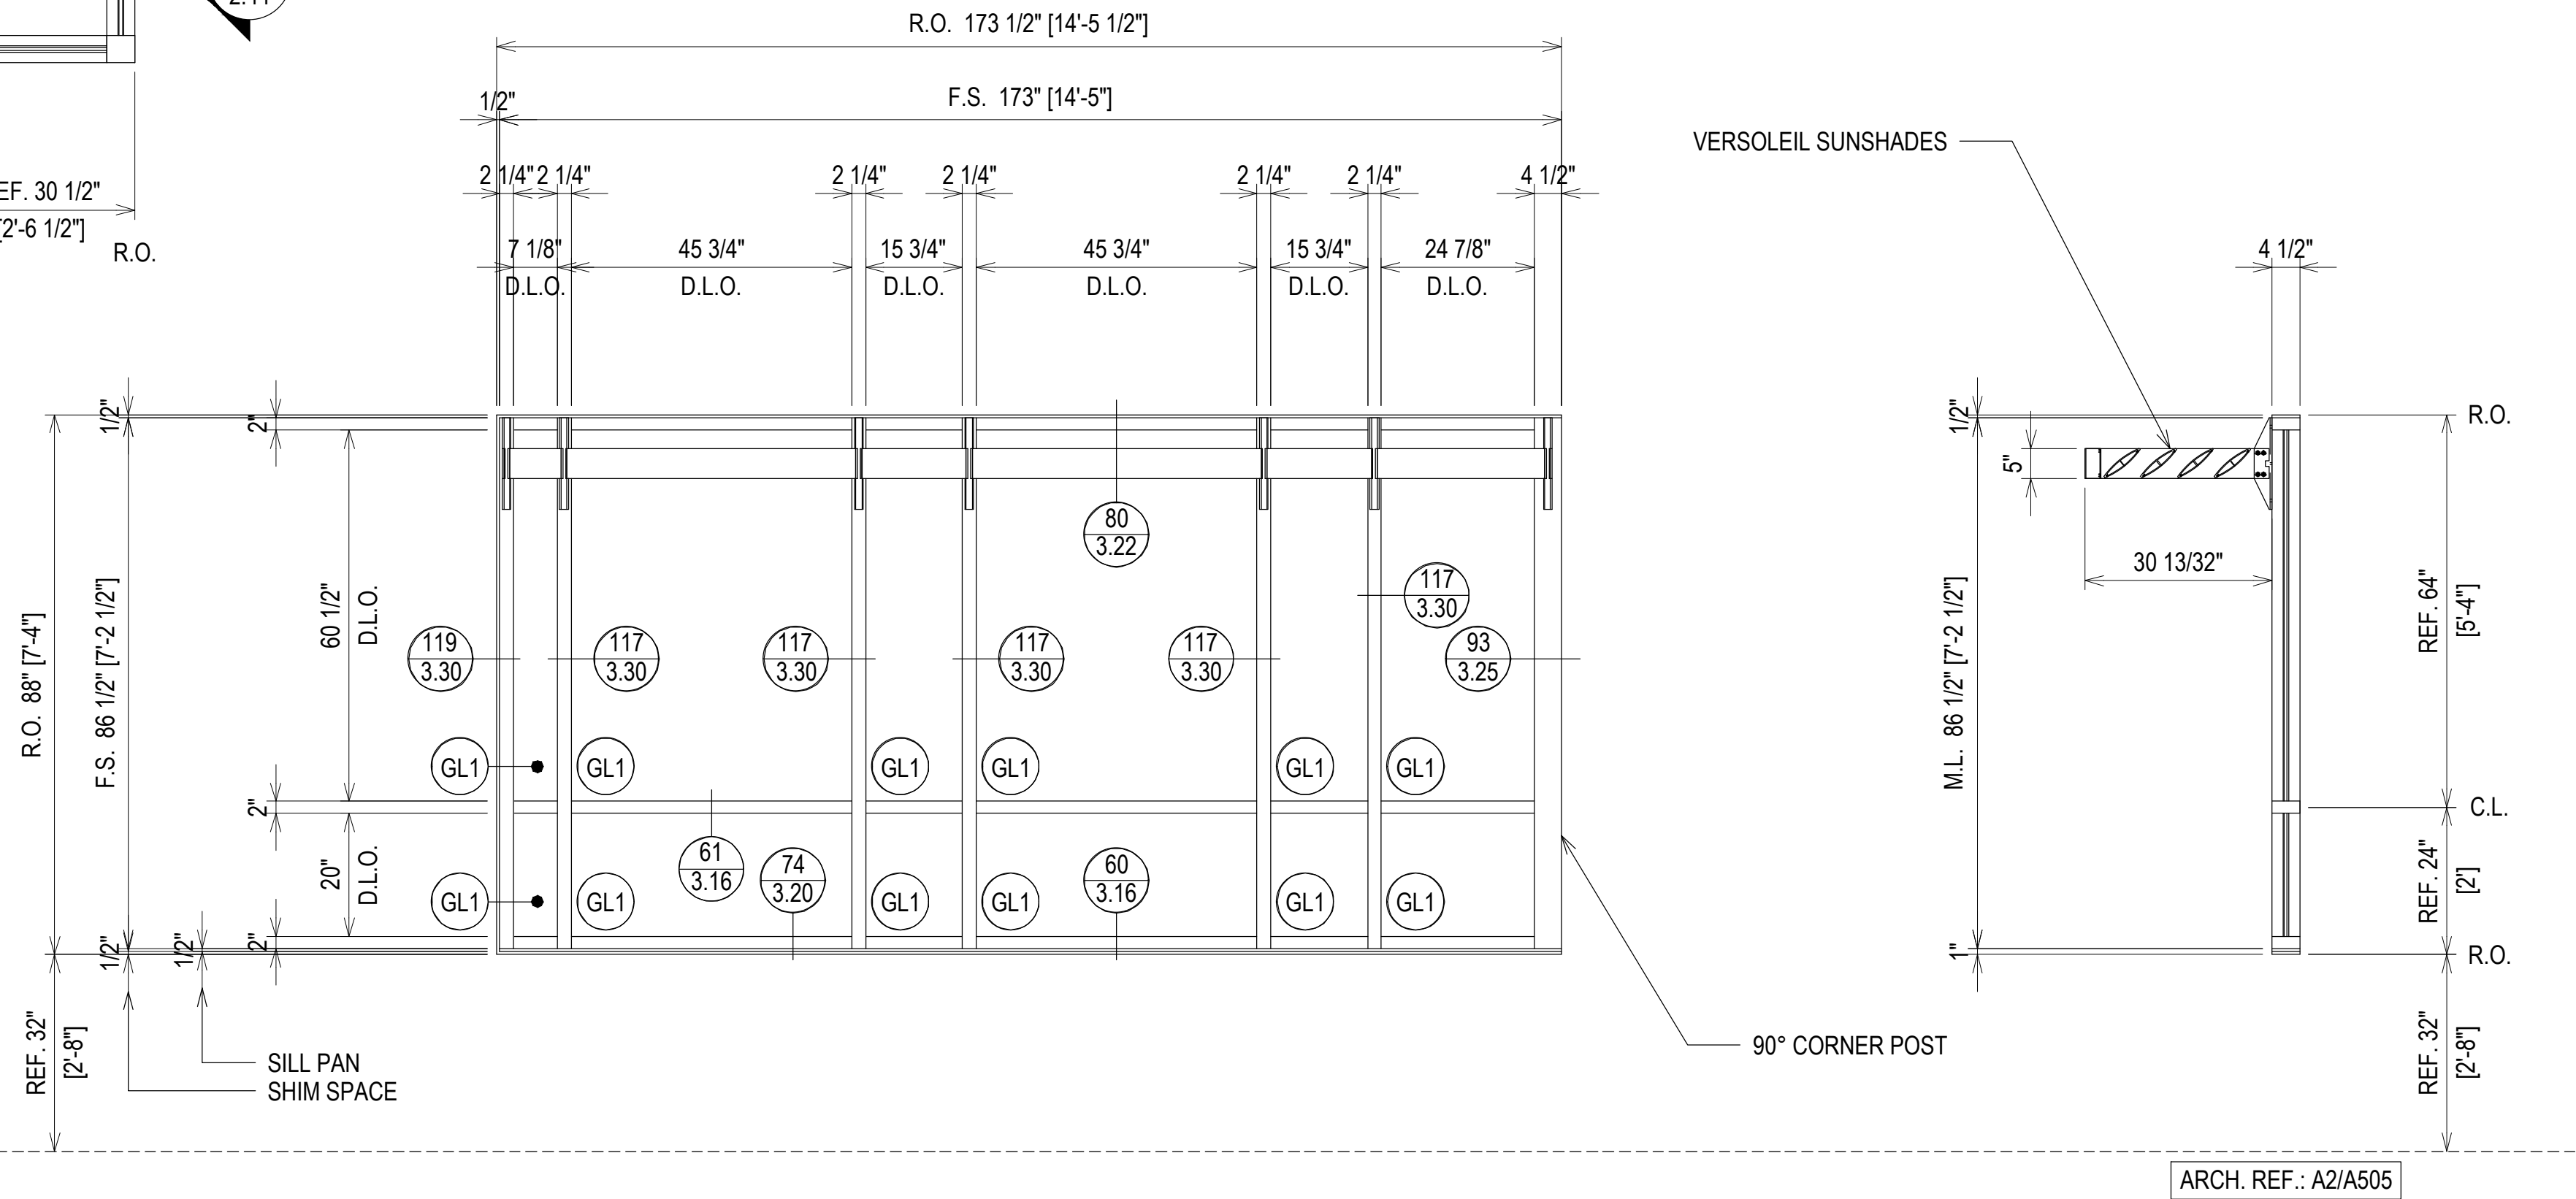 2.11
R.O. 173 1/2" [14'-5 1/2"]
1/2"
F.S. 173" [14'-5"]
VERSOLEIL SUNSHADES
2 1/4"
2 1/4"
2 1/4"
2 1/4"
2 1/4"
2 1/4"
4 1/2"
EF. 30 1/2"
[2'-6 1/2"]
R.O.
7 1/8"
D.L.O.
45 3/4"
D.L.O.
15 3/4"
D.L.O.
45 3/4"
D.L.O.
15 3/4"
D.L.O.
24 7/8"
D.L.O.
4 1/2"
R.O. 88" [7'-4"]
1/2"
F.S. 86 1/2" [7'-2 1/2"]
1/2"
1/2"
2"
60 1/2"
D.L.O.
2"
20"
D.L.O.
2"
80
3.22
117
3.30
119
3.30
117
3.30
117
3.30
117
3.30
117
3.30
93
3.25
GL1
GL1
GL1
GL1
GL1
GL1
61
3.16
74
3.20
60
3.16
GL1
GL1
GL1
GL1
GL1
GL1
REF. 32"
[2'-8"]
SILL PAN
SHIM SPACE
90° CORNER POST
1/2"
5"
30 13/32"
M.L. 86 1/2" [7'-2 1/2"]
1"
R.O.
REF. 64"
[5'-4"]
C.L.
REF. 24"
[2']
R.O.
REF. 32"
[2'-8"]
ARCH. REF.: A2/A505